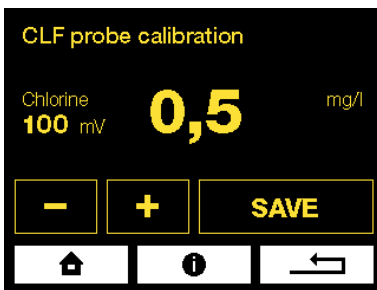 CLF probe calibration
Chlorine
100 mV
0,5
mg/l
− + SAVE